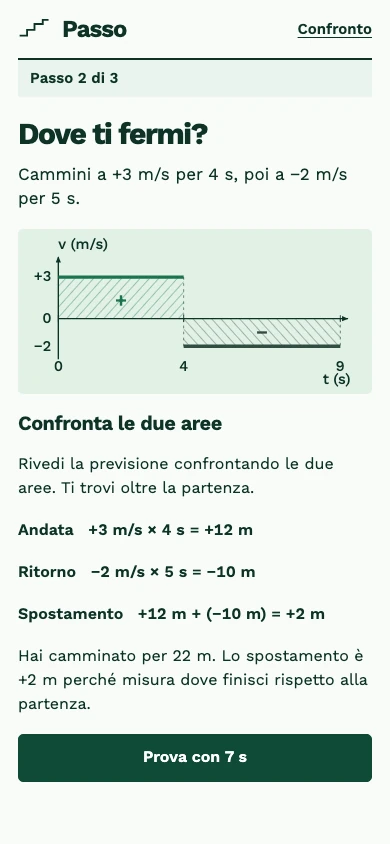 Passo
Confronto
Passo 2 di 3
Dove ti fermi?
Cammini a +3 m/s per 4 s, poi a −2 m/s
per 5 s.
v (m/s)
+3
+
0
−
−2
0
4
9
t (s)
Confronta le due aree
Rivedi la previsione confrontando le due
aree. Ti trovi oltre la partenza.
Andata +3 m/s × 4 s = +12 m
Ritorno −2 m/s × 5 s = −10 m
Spostamento +12 m + (−10 m) = +2 m
Hai camminato per 22 m. Lo spostamento è
+2 m perché misura dove finisci rispetto alla
partenza.
Prova con 7 s